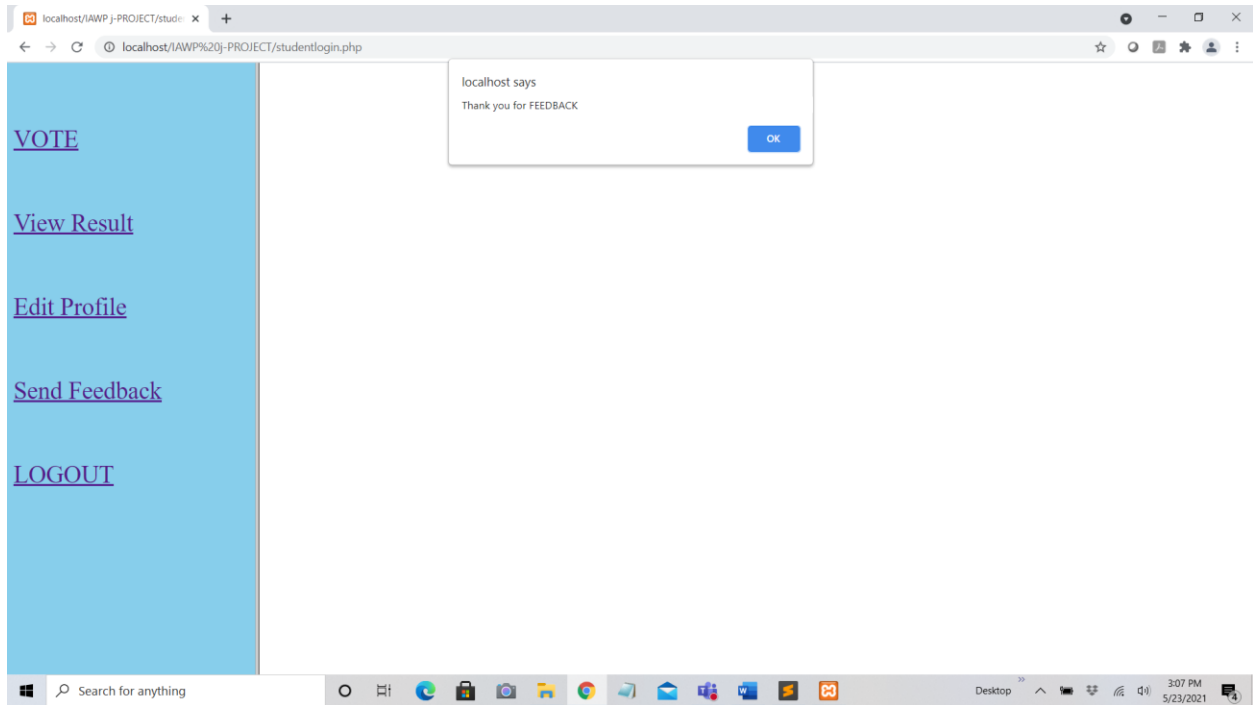 localhost/IAWP j-PROJECT/stude
localhost/IAWP%20j-PROJECT/studentlogin.php
localhost says
Thank you for FEEDBACK
OK
VOTE
View Result
Edit Profile
Send Feedback
LOGOUT
Search for anything
Desktop
3:07 PM
5/23/2021
4